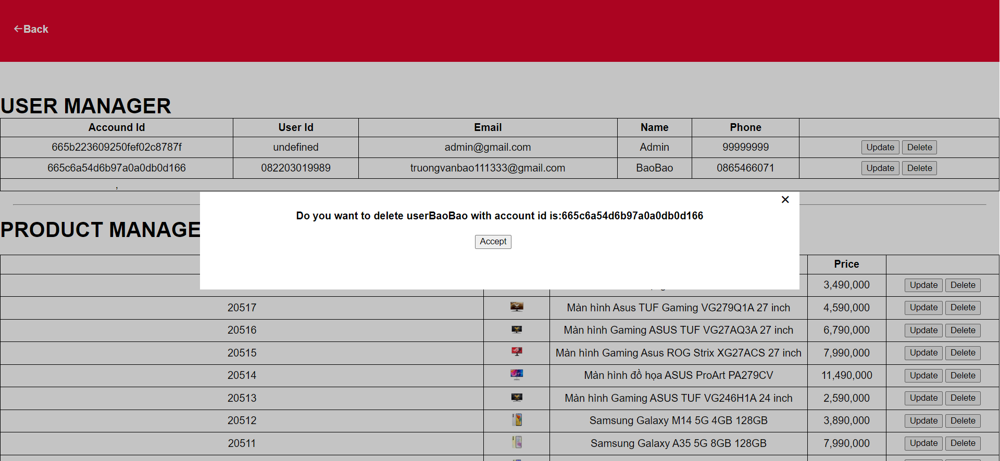 ←Back
USER MANAGER
Accound Id User Id Email Name Phone
665b223609250fef02c8787f undefined admin@gmail.com Admin 99999999 Update Delete
665c6a54d6b97a0a0db0d166 082203019989 truongvanbao111333@gmail.com BaoBao 0865466071 Update Delete
,
✕
Do you want to delete userBaoBao with account id is:665c6a54d6b97a0a0db0d166
Accept
PRODUCT MANAGE
Price
3,490,000 Update Delete
20517 Màn hình Asus TUF Gaming VG279Q1A 27 inch 4,590,000 Update Delete
20516 Màn hình Gaming ASUS TUF VG27AQ3A 27 inch 6,790,000 Update Delete
20515 Màn hình Gaming Asus ROG Strix XG27ACS 27 inch 7,990,000 Update Delete
20514 Màn hình đồ họa ASUS ProArt PA279CV 11,490,000 Update Delete
20513 Màn hình Gaming ASUS TUF VG246H1A 24 inch 2,590,000 Update Delete
20512 Samsung Galaxy M14 5G 4GB 128GB 3,890,000 Update Delete
20511 Samsung Galaxy A35 5G 8GB 128GB 7,990,000 Update Delete